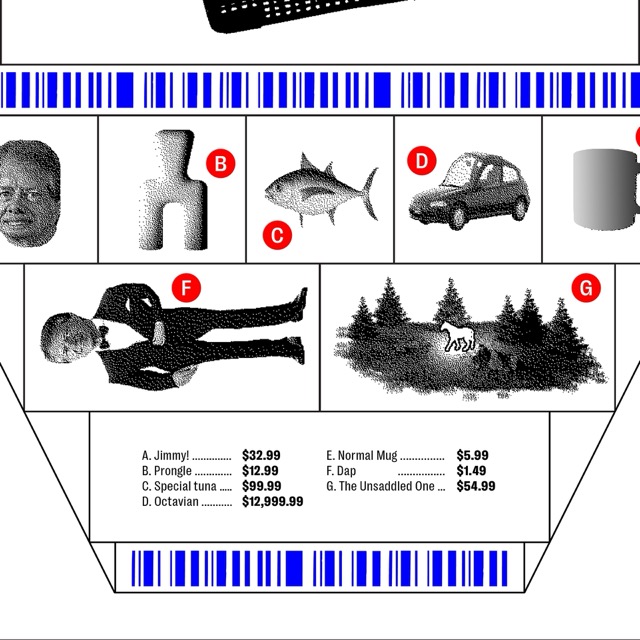 B
D
C
F
G
A. Jimmy! .............. $32.99
B. Prongle ............. $12.99
C. Special tuna ..... $99.99
D. Octavian ........... $12,999.99
E. Normal Mug ................ $5.99
F. Dap ................. $1.49
G. The Unsaddled One ... $54.99